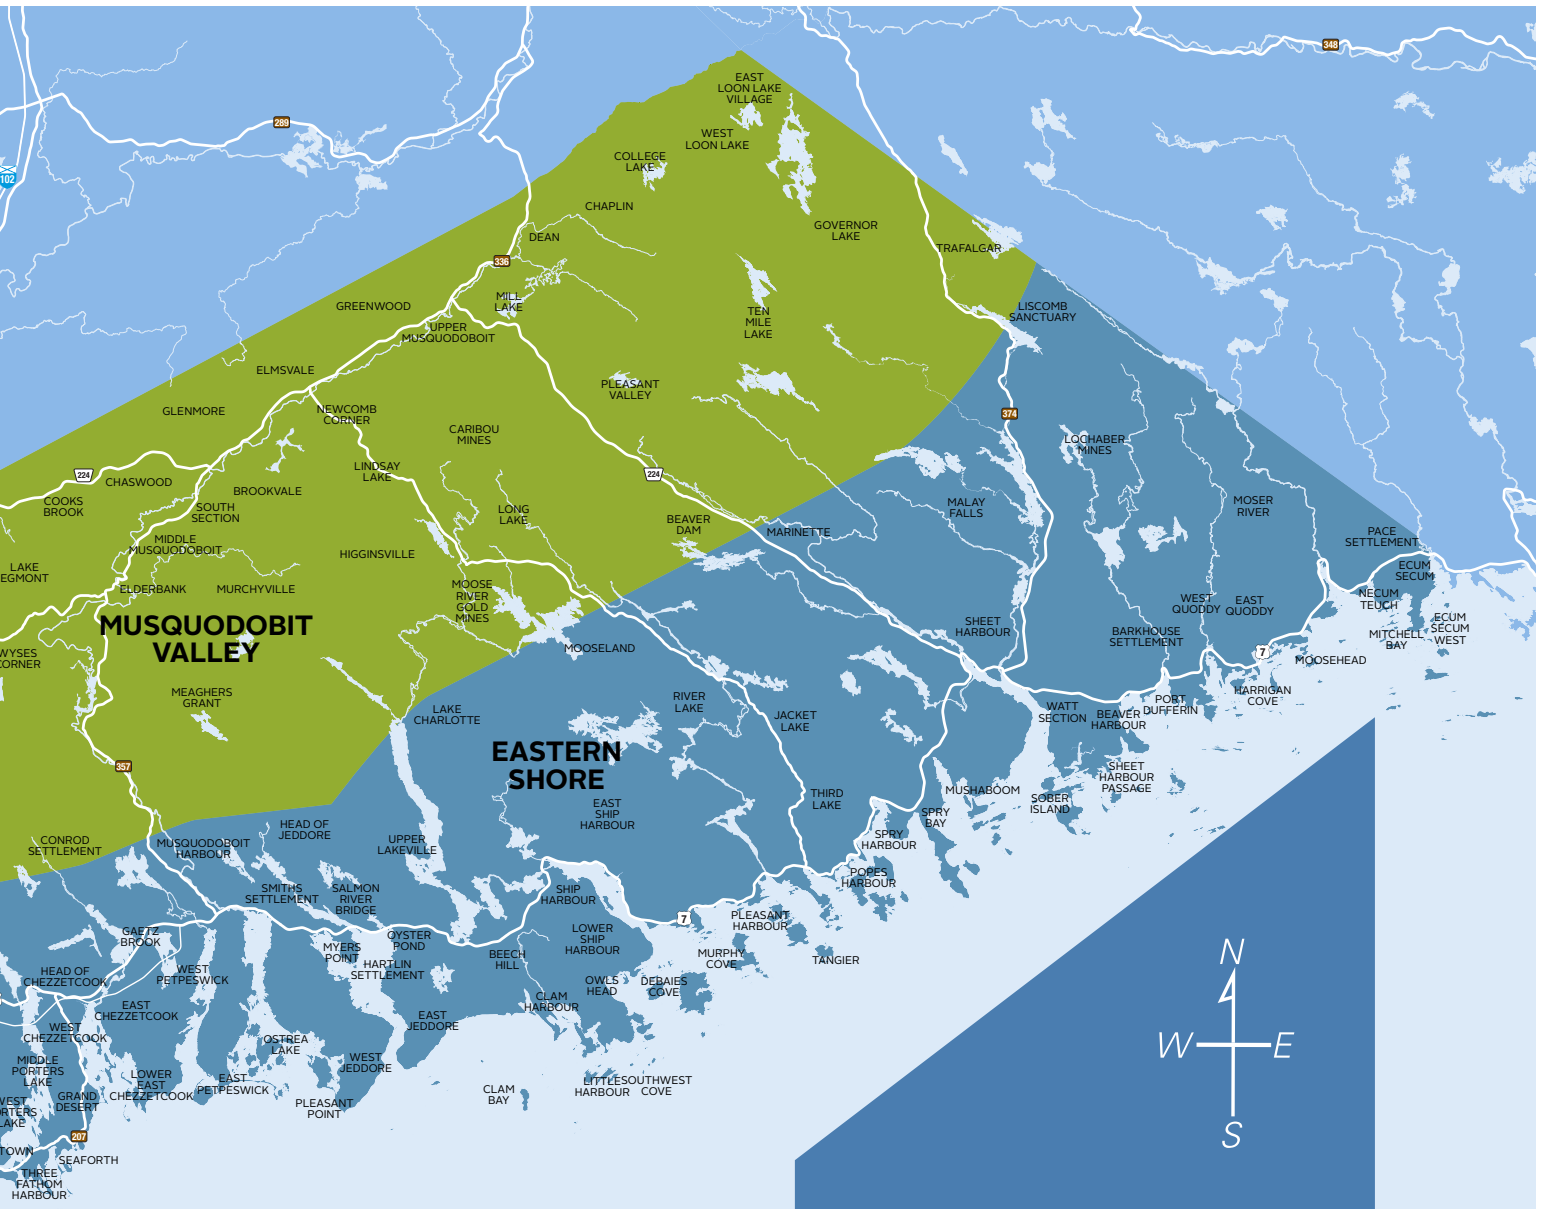 348
EAST
LOON LAKE
VILLAGE
289
WEST
LOON LAKE
COLLEGE
LAKE
102
CHAPLIN
GOVERNOR
LAKE
DEAN
TRAFALGAR
336
MILL
LAKE
GREENWOOD
LISCOMB
SANCTUARY
TEN
MILE
LAKE
UPPER
MUSQUODOBOIT
ELMSVALE
PLEASANT
VALLEY
GLENMORE
NEWCOMB
CORNER
374
CARIBOU
MINES
LOCHABER
MINES
LINDSAY
LAKE
224
224
CHASWOOD
BROOKVALE
COOKS
BROOK
SOUTH
SECTION
LONG
LAKE
MALAY
FALLS
MOSER
RIVER
BEAVER
DAM
MARINETTE
PACE
SETTLEMENT
MIDDLE
MUSQUODOBOIT
HIGGINSVILLE
LAKE
EGMONT
ECUM
SECUM
ELDERBANK
MURCHYVILLE
MOOSE
RIVER
GOLD
MINES
NECUM
TEUCH
WEST
QUODDY
EAST
QUODDY
MUSQUODOBIT
VALLEY
SHEET
HARBOUR
BARKHOUSE
SETTLEMENT
MITCHELL
BAY
ECUM
SECUM
WEST
MOOSELAND
7
MOOSEHEAD
WYSES
CORNER
MEAGHERS
GRANT
RIVER
LAKE
HARRIGAN
COVE
PORT
DUFFERIN
LAKE
CHARLOTTE
JACKET
LAKE
WATT
SECTION
BEAVER
HARBOUR
EASTERN
SHORE
357
SHEET
HARBOUR
PASSAGE
MUSHABOOM
SOBER
ISLAND
THIRD
LAKE
EAST
SHIP
HARBOUR
SPRY
BAY
HEAD OF
JEDDORE
SPRY
HARBOUR
CONROD
SETTLEMENT
MUSQUODOBOIT
HARBOUR
UPPER
LAKEVILLE
POPES
HARBOUR
SMITHS
SETTLEMENT
SALMON
RIVER
BRIDGE
SHIP
HARBOUR
7
PLEASANT
HARBOUR
GAETZ
BROOK
OYSTER
POND
LOWER
SHIP
HARBOUR
MYERS
POINT
BEECH
HILL
MURPHY
COVE
TANGIER
HARTLIN
SETTLEMENT
HEAD OF
CHEZZETCOOK
WEST
PETPESWICK
OWLS
HEAD
DEBAIES
COVE
CLAM
HARBOUR
EAST
CHEZZETCOOK
EAST
JEDDORE
WEST
CHEZZETCOOK
OSTREA
LAKE
WEST
JEDDORE
MIDDLE
PORTERS
LAKE
LOWER
EAST
CHEZZETCOOK
EAST
PETPESWICK
LITTLE
HARBOUR
SOUTHWEST
COVE
CLAM
BAY
GRAND
DESERT
PLEASANT
POINT
WEST
ORTERS
LAKE
207
TOWN
SEAFORTH
THREE
FATHOM
HARBOUR
N
W
E
S